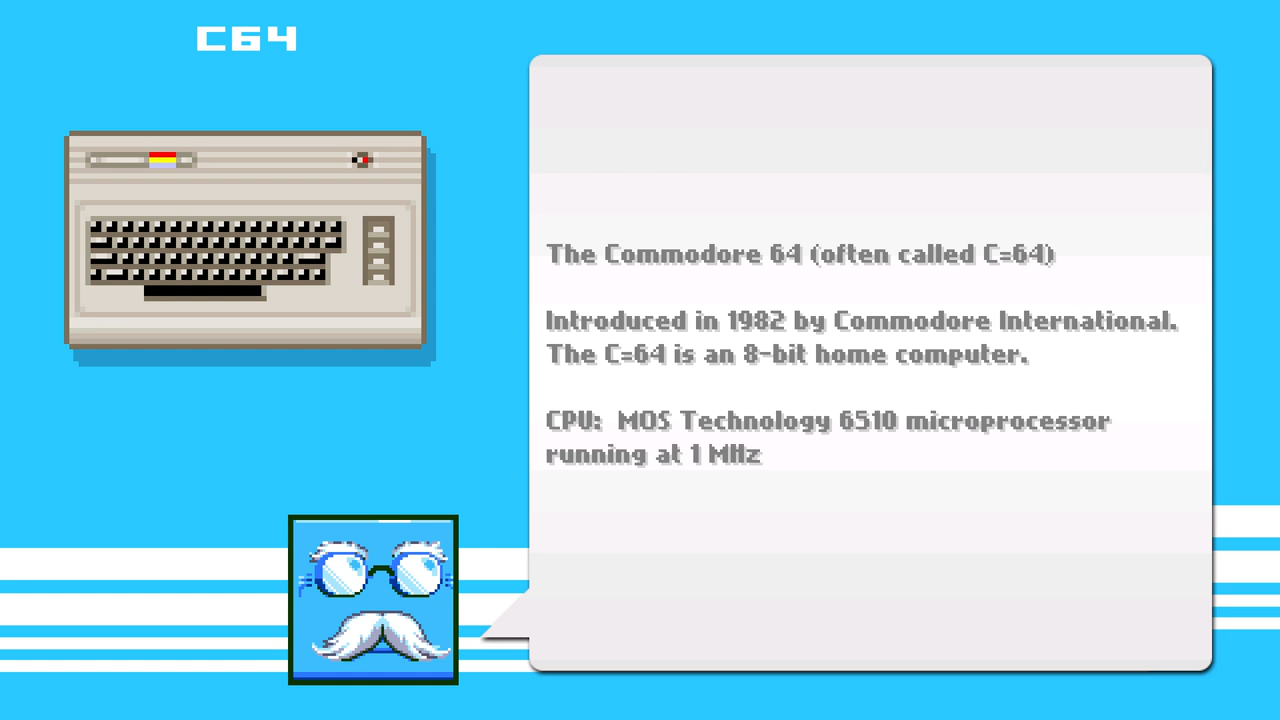 C64
The Commodore 64 (often called C=64)
Introduced in 1982 by Commodore International.
The C=64 is an 8-bit home computer.
CPU:  MOS Technology 6510 microprocessor
running at 1 MHz